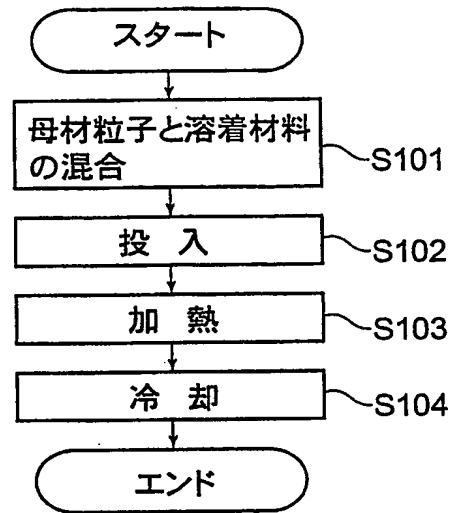 スタート
母材粒子と溶着材料
の混合
S101
投 入
S102
加 熱
S103
冷 却
S104
エンド